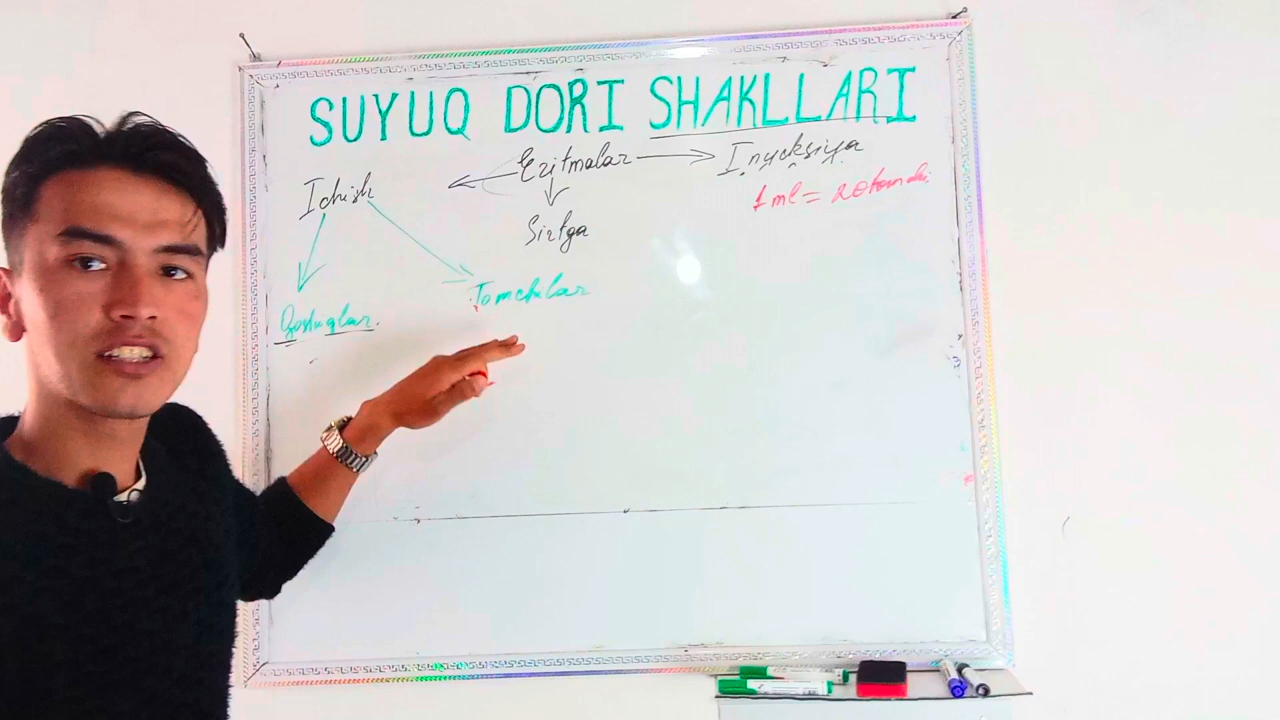 SUYUQ DORI SHAKLLARI
Eritmalar
Inyeksiya
Ichish
1 ml = 20 tomchi
Sirtga
Tomchilar
Qoshuqlar.